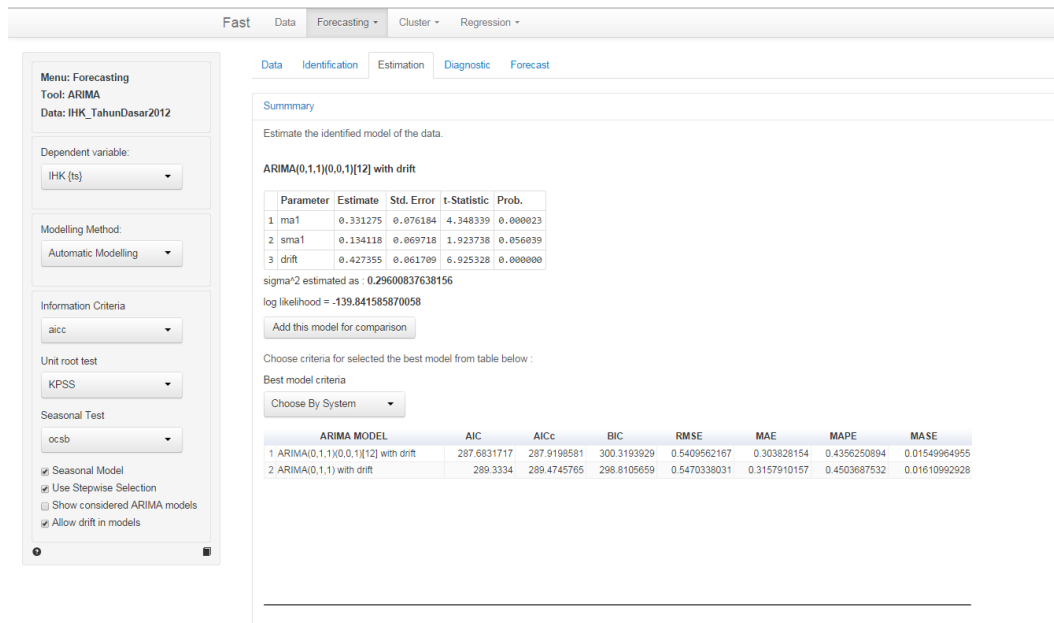 Fast Data Forecasting Cluster Regression
Menu: Forecasting
Tool: ARIMA
Data: IHK_TahunDasar2012
Dependent variable:
IHK {ts}
Modelling Method:
Automatic Modelling
Information Criteria
aicc
Unit root test
KPSS
Seasonal Test
ocsb
Seasonal Model
Use Stepwise Selection
Show considered ARIMA models
Allow drift in models
Data Identification Estimation Diagnostic Forecast
Summmary
Estimate the identified model of the data.
ARIMA(0,1,1)(0,0,1)[12] with drift
Parameter Estimate Std. Error t-Statistic Prob.
1 ma1 0.331275 0.076184 4.348339 0.000023
2 sma1 0.134118 0.069718 1.923738 0.056039
3 drift 0.427355 0.061709 6.925328 0.000000
sigma^2 estimated as : 0.29600837638156
log likelihood = -139.841585870058
Add this model for comparison
Choose criteria for selected the best model from table below :
Best model criteria
Choose By System
ARIMA MODEL AIC AICc BIC RMSE MAE MAPE MASE
1 ARIMA(0,1,1)(0,0,1)[12] with drift 287.6831717 287.9198581 300.3193929 0.5409562167 0.303828154 0.4356250894 0.01549964955
2 ARIMA(0,1,1) with drift 289.3334 289.4745765 298.8105659 0.5470338031 0.3157910157 0.4503687532 0.01610992928